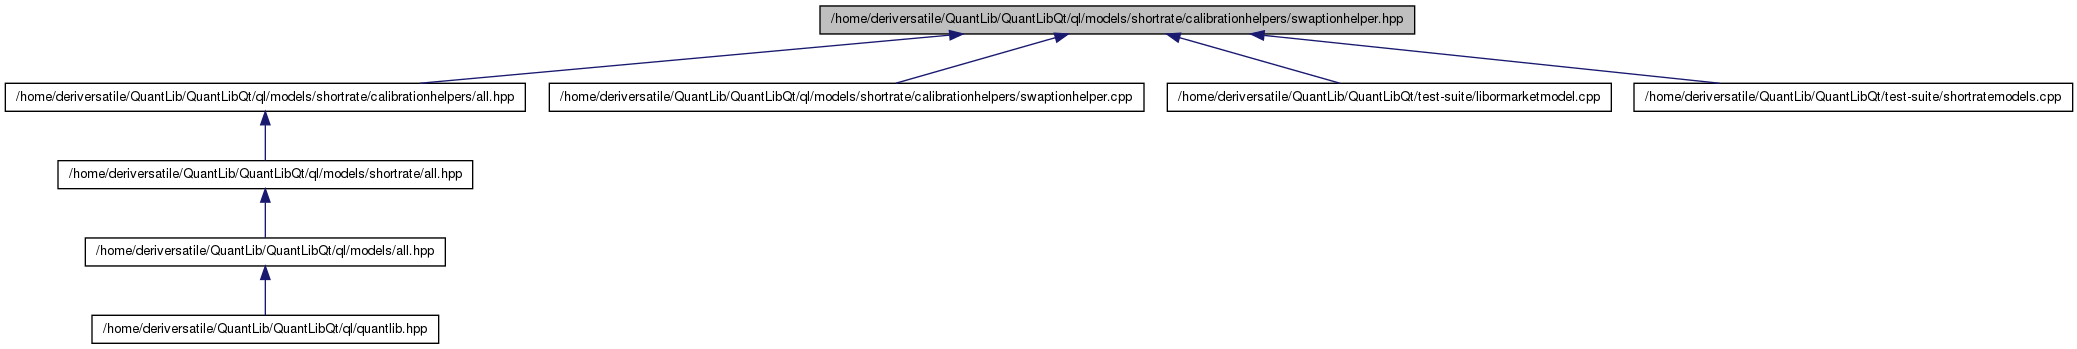 /home/deriversatile/QuantLib/QuantLibQt/ql/models/shortrate/calibrationhelpers/swaptionhelper.hpp
/home/deriversatile/QuantLib/QuantLibQt/ql/models/shortrate/calibrationhelpers/all.hpp
/home/deriversatile/QuantLib/QuantLibQt/ql/models/shortrate/calibrationhelpers/swaptionhelper.cpp
/home/deriversatile/QuantLib/QuantLibQt/test-suite/libormarketmodel.cpp
/home/deriversatile/QuantLib/QuantLibQt/test-suite/shortratemodels.cpp
/home/deriversatile/QuantLib/QuantLibQt/ql/models/shortrate/all.hpp
/home/deriversatile/QuantLib/QuantLibQt/ql/models/all.hpp
/home/deriversatile/QuantLib/QuantLibQt/ql/quantlib.hpp